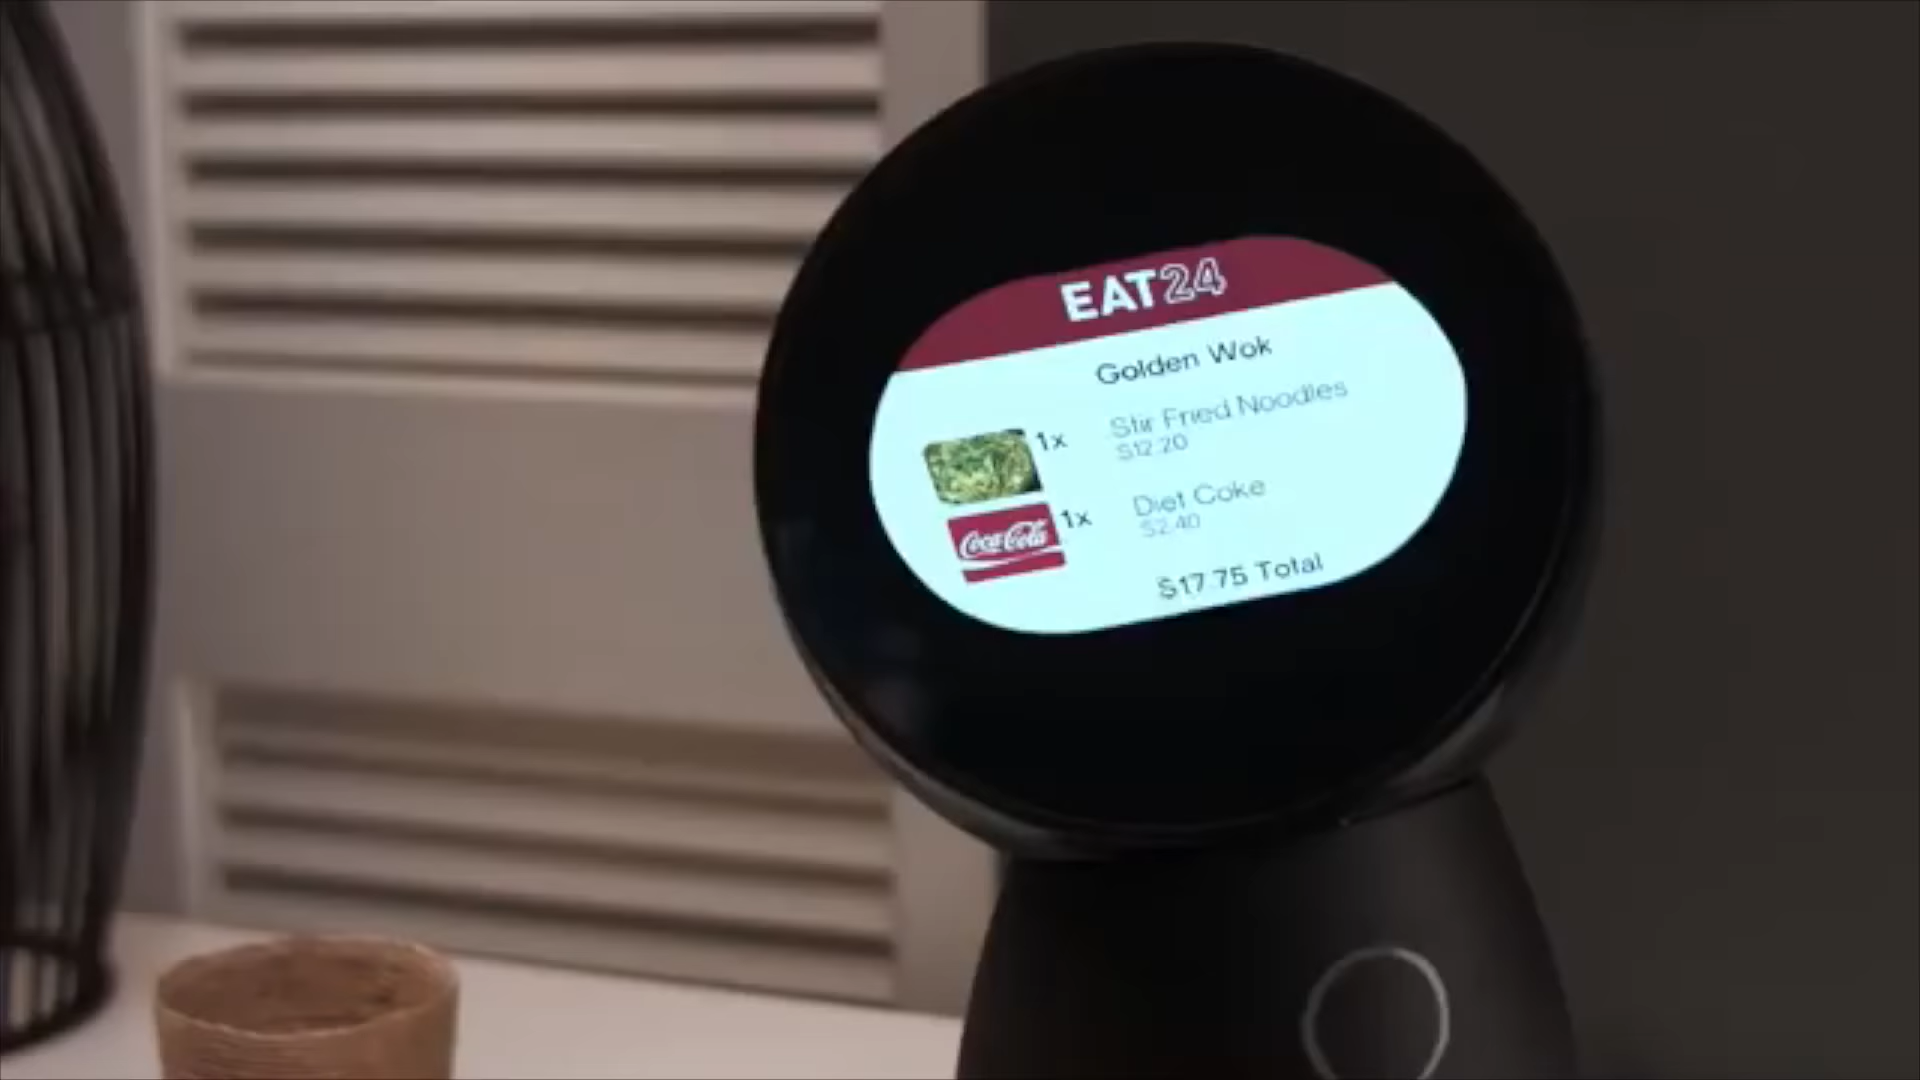 EAT24
Golden Wok
1x Stir Fried Noodles
$12.20
Coca-Cola 1x Diet Coke
$2.40
$17.75 Total